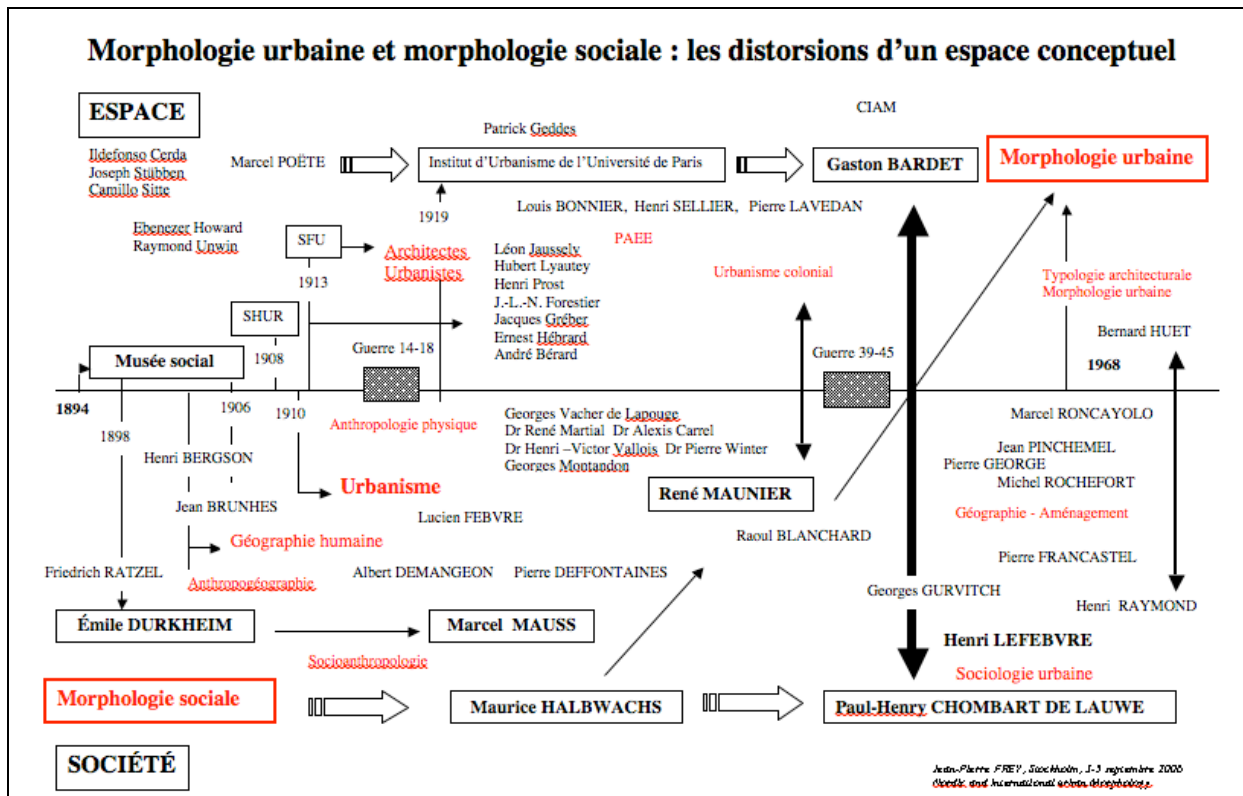 Morphologie urbaine et morphologie sociale : les distorsions d'un espace conceptuel
ESPACE
CIAM
Patrick Geddes
Ildefonso Cerda
Joseph Stübben
Camillo Sitte
Marcel POËTE
Institut d'Urbanisme de l'Université de Paris
Gaston BARDET
Morphologie urbaine
1919
Louis BONNIER, Henri SELLIER, Pierre LAVEDAN
Ebenezer Howard
Raymond Unwin
SFU
Architectes
Urbanistes
PAEE
1913
Léon Jaussely
Hubert Lyautey
Henri Prost
J.-L.-N. Forestier
Jacques Gréber
Ernest Hébrard
André Bérard
Urbanisme colonial
Typologie architecturale
Morphologie urbaine
SHUR
1908
Bernard HUET
Guerre 14-18
Guerre 39-45
Musée social
1968
1894
1898
1906
1910
Anthropologie physique
Georges Vacher de Lapouge
Dr René Martial Dr Alexis Carrel
Dr Henri –Victor Vallois Dr Pierre Winter
Georges Montandon
Marcel RONCAYOLO
Jean PINCHEMEL
Pierre GEORGE
Michel ROCHEFORT
Henri BERGSON
Urbanisme
René MAUNIER
Jean BRUNHES
Lucien FEBVRE
Géographie - Aménagement
Raoul BLANCHARD
Géographie humaine
Pierre FRANCASTEL
Friedrich RATZEL
Anthropogéographie
Albert DEMANGEON
Pierre DEFFONTAINES
Georges GURVITCH
Henri RAYMOND
Émile DURKHEIM
Marcel MAUSS
Henri LEFEBVRE
Socioanthropologie
Sociologie urbaine
Morphologie sociale
Maurice HALBWACHS
Paul-Henry CHOMBART DE LAUWE
SOCIÉTÉ
Jean-Pierre FREY, Stockholm, septembre
and International urban Morphology